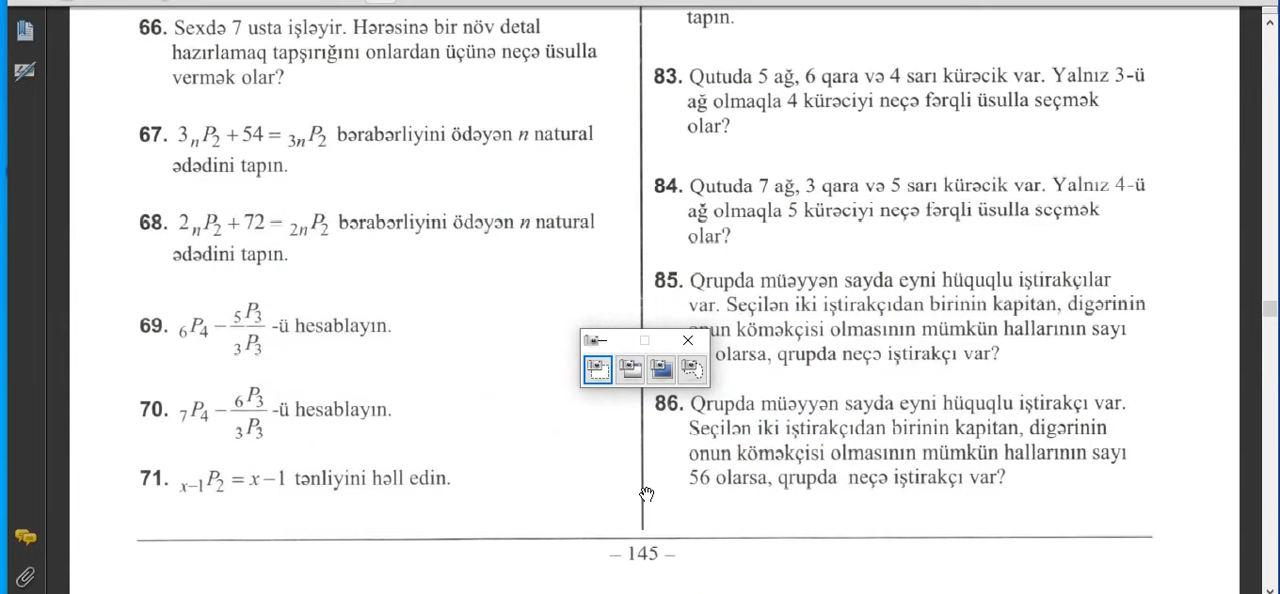 66. Sexdə 7 usta işləyir. Hərəsinə bir növ detal
hazırlamaq tapşırığını onlardan üçünə neçə üsulla
vermək olar?
67. 3 ₙP₂ + 54 = ₃ₙP₂ bərabərliyini ödəyən n natural
ədədini tapın.
68. 2 ₙP₂ + 72 = ₂ₙP₂ bərabərliyini ödəyən n natural
ədədini tapın.
69. ₆P₄ − ₅P₃ / ₃P₃ -ü hesablayın.
70. ₇P₄ − ₆P₃ / ₃P₃ -ü hesablayın.
71. ₓ₋₁P₂ = x − 1 tənliyini həll edin.
tapın.
83. Qutuda 5 ağ, 6 qara və 4 sarı kürəcik var. Yalnız 3-ü
ağ olmaqla 4 kürəciyi neçə fərqli üsulla seçmək
olar?
84. Qutuda 7 ağ, 3 qara və 5 sarı kürəcik var. Yalnız 4-ü
ağ olmaqla 5 kürəciyi neçə fərqli üsulla seçmək
olar?
85. Qrupda müəyyən sayda eyni hüquqlu iştirakçılar
var. Seçilən iki iştirakçıdan birinin kapitan, digərinin
onun köməkçisi olmasının mümkün hallarının sayı
olarsa, qrupda neçə iştirakçı var?
86. Qrupda müəyyən sayda eyni hüquqlu iştirakçı var.
Seçilən iki iştirakçıdan birinin kapitan, digərinin
onun köməkçisi olmasının mümkün hallarının sayı
56 olarsa, qrupda neçə iştirakçı var?
– 145 –